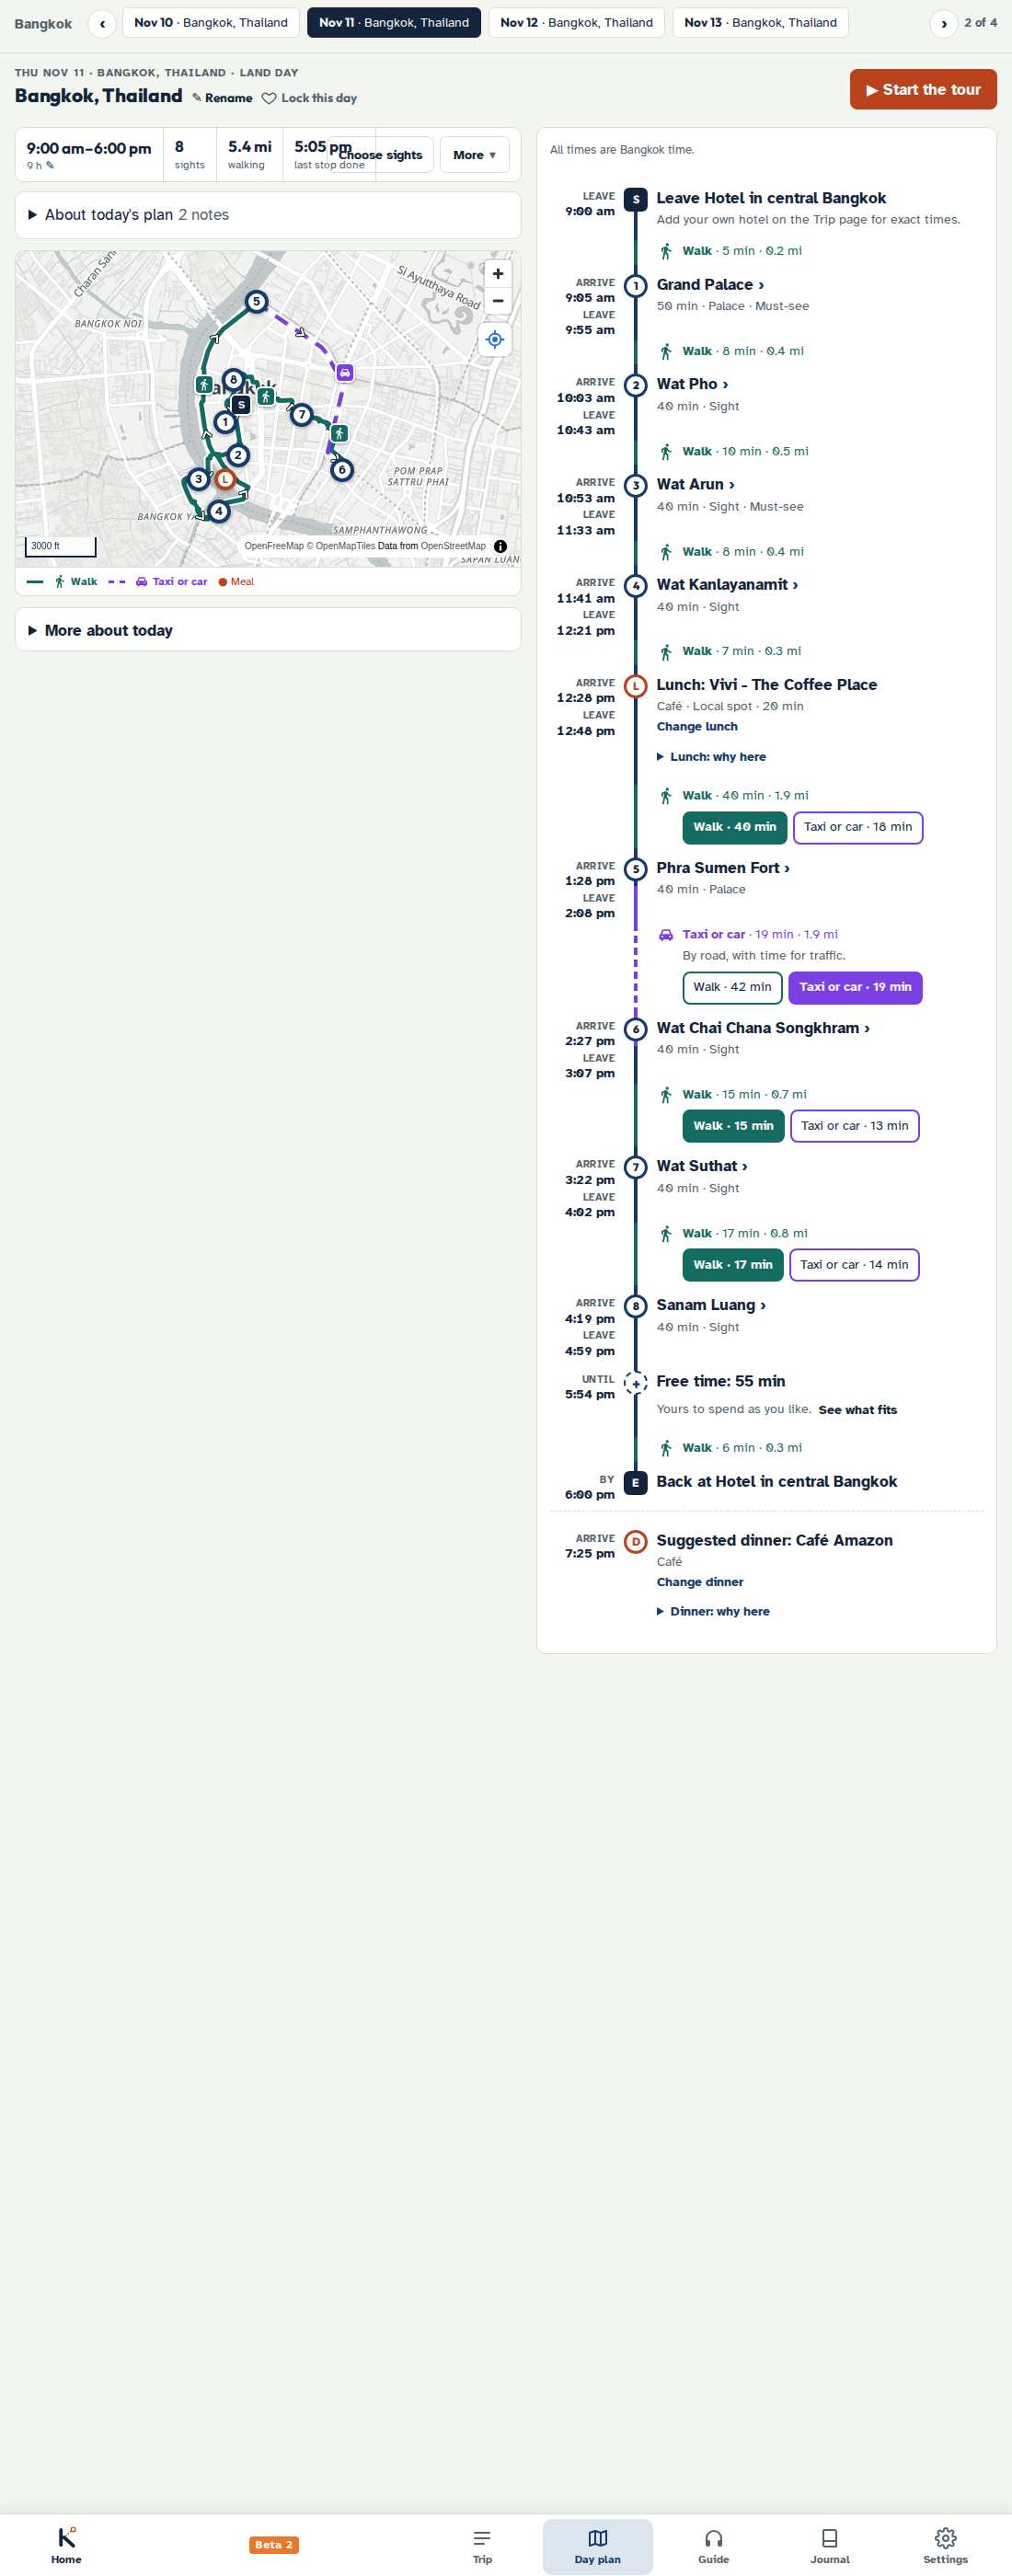 Bangkok
‹
Nov 10 · Bangkok, Thailand
Nov 11 · Bangkok, Thailand
Nov 12 · Bangkok, Thailand
Nov 13 · Bangkok, Thailand
›
2 of 4
THU NOV 11 · BANGKOK, THAILAND · LAND DAY
Bangkok, Thailand ✎ Rename Lock this day
▶ Start the tour
9:00 am–6:00 pm
9 h ✎
8
sights
5.4 mi
walking
5:05 pm
last stop done
Choose sights
More ▾
▶ About today's plan 2 notes
Charan
Si Ayutthaya Road
BANGKOK NOI
5
8
S
1
7
2
6
3
L
4
POM PRAP
SATTRU PHAI
BANGKOK
SAMPHANTHAWONG
SAPAN LUAN
+
−
3000 ft
OpenFreeMap © OpenMapTiles Data from OpenStreetMap
Walk
Taxi or car
Meal
▶ More about today
All times are Bangkok time.
LEAVE
9:00 am
S
Leave Hotel in central Bangkok
Add your own hotel on the Trip page for exact times.
Walk · 5 min · 0.2 mi
ARRIVE
9:05 am
LEAVE
9:55 am
1
Grand Palace ›
50 min · Palace · Must-see
Walk · 8 min · 0.4 mi
ARRIVE
10:03 am
LEAVE
10:43 am
2
Wat Pho ›
40 min · Sight
Walk · 10 min · 0.5 mi
ARRIVE
10:53 am
LEAVE
11:33 am
3
Wat Arun ›
40 min · Sight · Must-see
Walk · 8 min · 0.4 mi
ARRIVE
11:41 am
LEAVE
12:21 pm
4
Wat Kanlayanamit ›
40 min · Sight
Walk · 7 min · 0.3 mi
ARRIVE
12:28 pm
LEAVE
12:48 pm
L
Lunch: Vivi - The Coffee Place
Café · Local spot · 20 min
Change lunch
▶ Lunch: why here
Walk · 40 min · 1.9 mi
Walk · 40 min
Taxi or car · 18 min
ARRIVE
1:28 pm
LEAVE
2:08 pm
5
Phra Sumen Fort ›
40 min · Palace
Taxi or car · 19 min · 1.9 mi
By road, with time for traffic.
Walk · 42 min
Taxi or car · 19 min
ARRIVE
2:27 pm
LEAVE
3:07 pm
6
Wat Chai Chana Songkhram ›
40 min · Sight
Walk · 15 min · 0.7 mi
Walk · 15 min
Taxi or car · 13 min
ARRIVE
3:22 pm
LEAVE
4:02 pm
7
Wat Suthat ›
40 min · Sight
Walk · 17 min · 0.8 mi
Walk · 17 min
Taxi or car · 14 min
ARRIVE
4:19 pm
LEAVE
4:59 pm
8
Sanam Luang ›
40 min · Sight
UNTIL
5:54 pm
+
Free time: 55 min
Yours to spend as you like. See what fits
Walk · 6 min · 0.3 mi
BY
6:00 pm
E
Back at Hotel in central Bangkok
ARRIVE
7:25 pm
D
Suggested dinner: Café Amazon
Café
Change dinner
▶ Dinner: why here
Home
Beta 2
Trip
Day plan
Guide
Journal
Settings